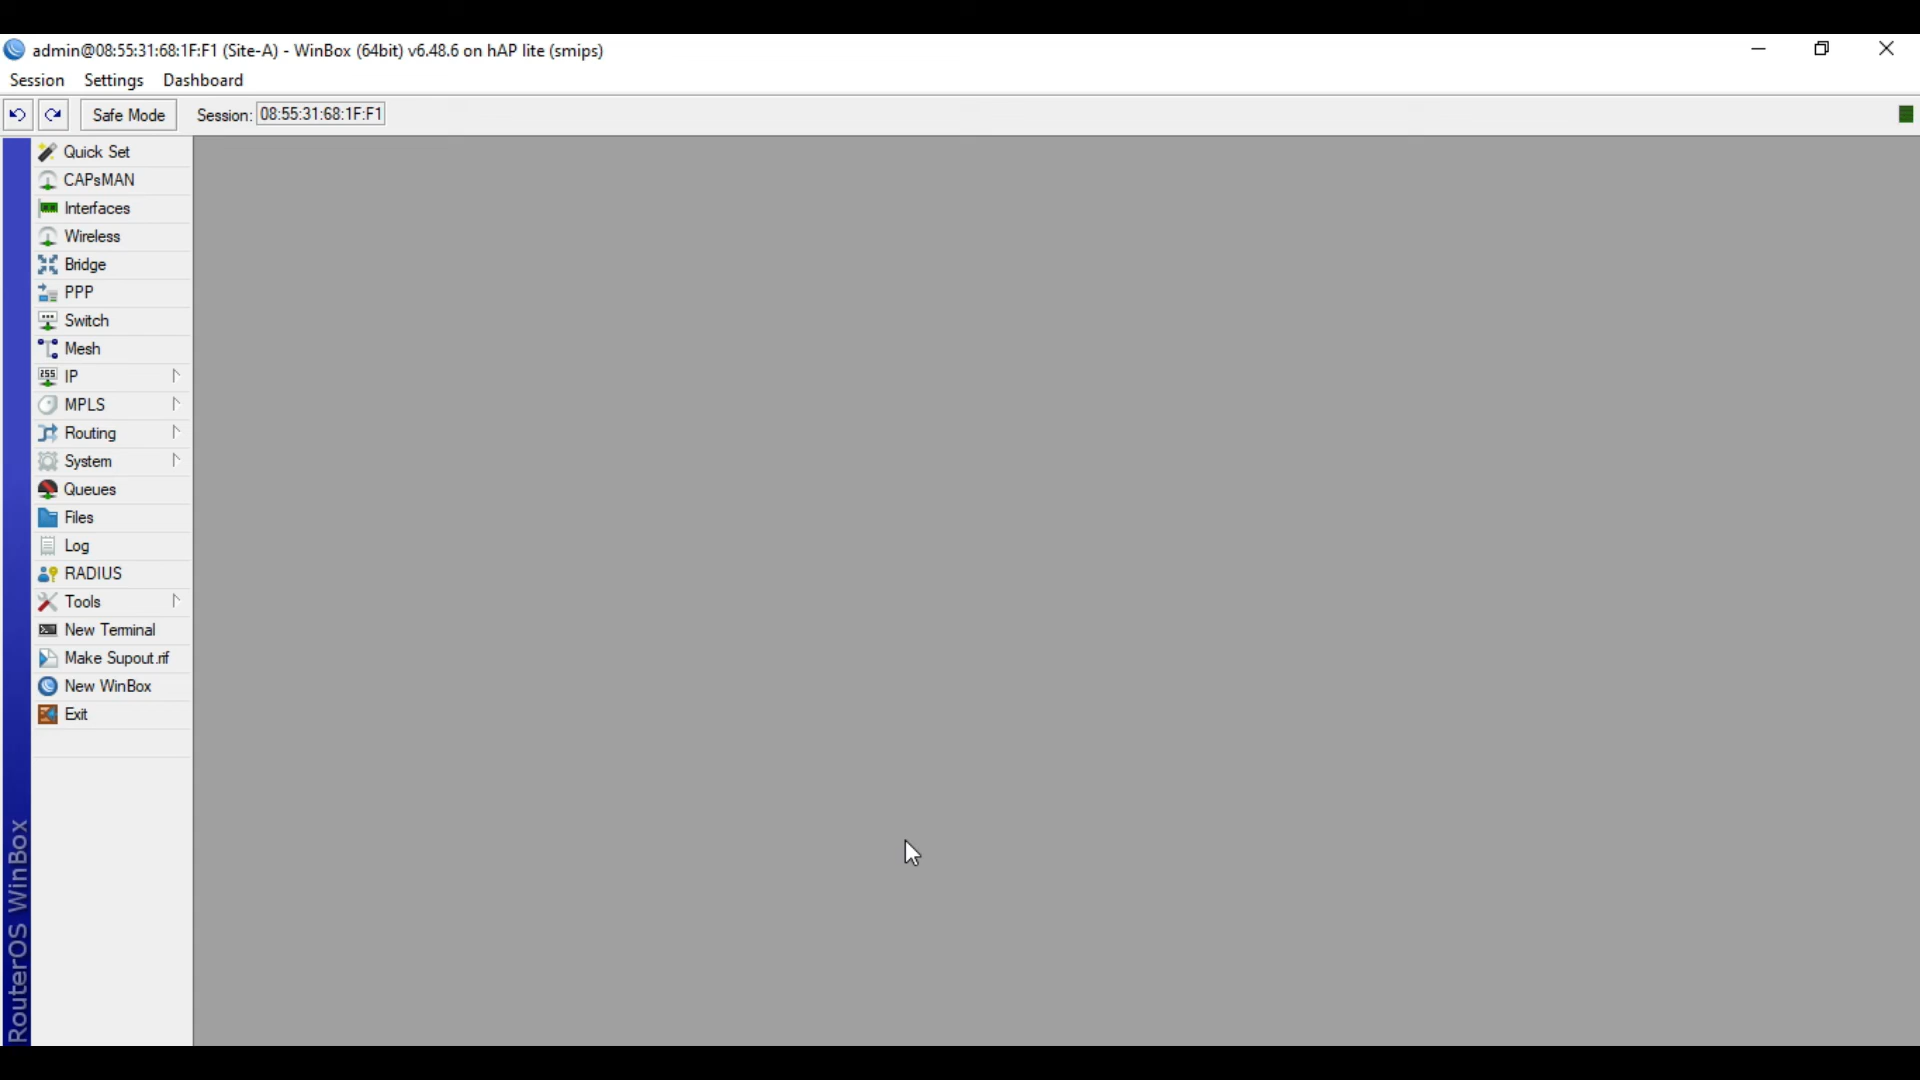 admin@08:55:31:68:1F:F1 (Site-A) - WinBox (64bit) v6.48.6 on hAP lite (smips)
Session Settings Dashboard
Safe Mode Session: 08:55:31:68:1F:F1
Quick Set
CAPsMAN
Interfaces
Wireless
Bridge
PPP
Switch
Mesh
255 IP
MPLS
Routing
System
Queues
Files
Log
RADIUS
Tools
New Terminal
Make Supout.rif
New WinBox
Exit
RouterOS WinBox